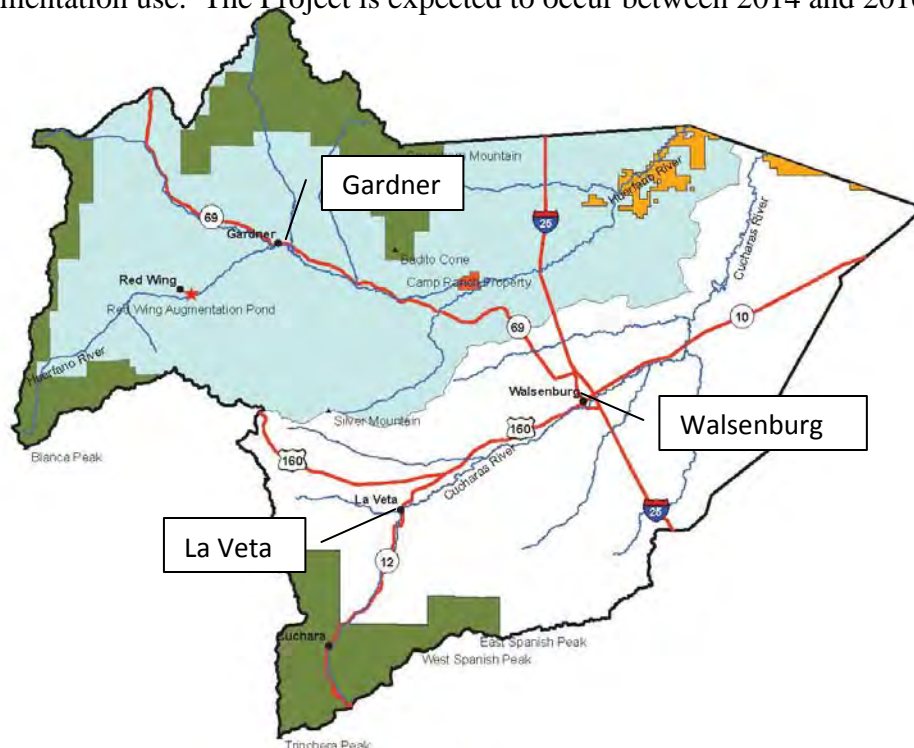 mentation use. The Project is expected to occur between 2014 and 2016
Gardner
Mountain
Huerfano River
69
25
Gardner
Badito Cone
Cucharas River
Red Wing
Camp Ranch Property
Red Wing Augmentation Pond
69
10
Huerfano River
Walsenburg
Silver Mountain
160
Walsenburg
Blanca Peak
160
Cucharas River
La Veta
25
La Veta
12
Cuchara
East Spanish Peak
West Spanish Peak
Trinchera Peak